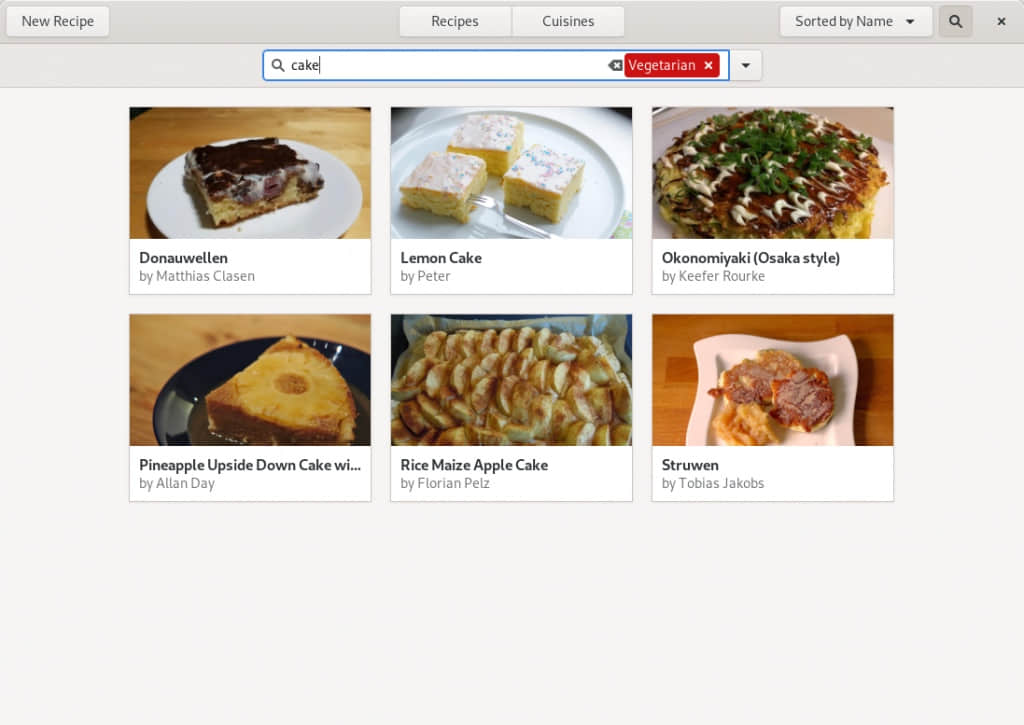 New Recipe
Recipes
Cuisines
Sorted by Name
cake
Vegetarian
Donauwellen
by Matthias Clasen
Lemon Cake
by Peter
Okonomiyaki (Osaka style)
by Keefer Rourke
Pineapple Upside Down Cake wi...
by Allan Day
Rice Maize Apple Cake
by Florian Pelz
Struwen
by Tobias Jakobs